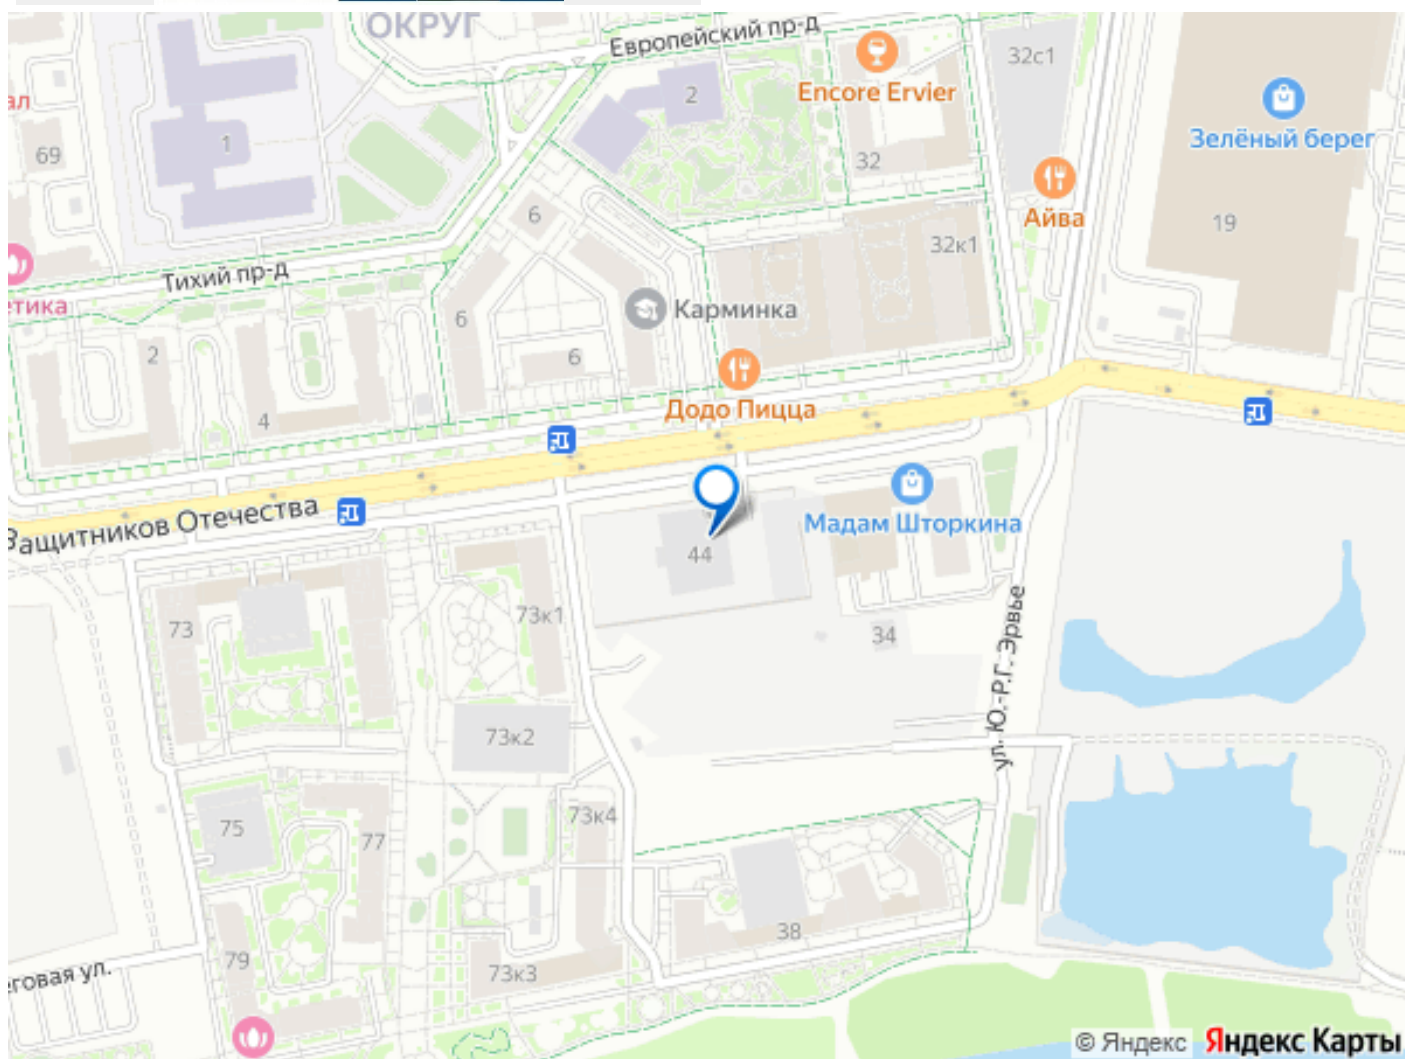 ОКРУГ
Европейский пр-д
32с1
Encore Ervier
2
ал
Зелёный берег
1
69
32
Айва
6
19
32к1
Тихий пр-д
етика
Карминка
6
2
6
4
Додо Пицца
Защитников Отечества
Мадам Шторкина
44
73
73к1
34
ул. Ю.-Р.Г. Эрвье
73к2
75
73к4
77
38
79
73к3
еговая ул.
© Яндекс Яндекс Карты